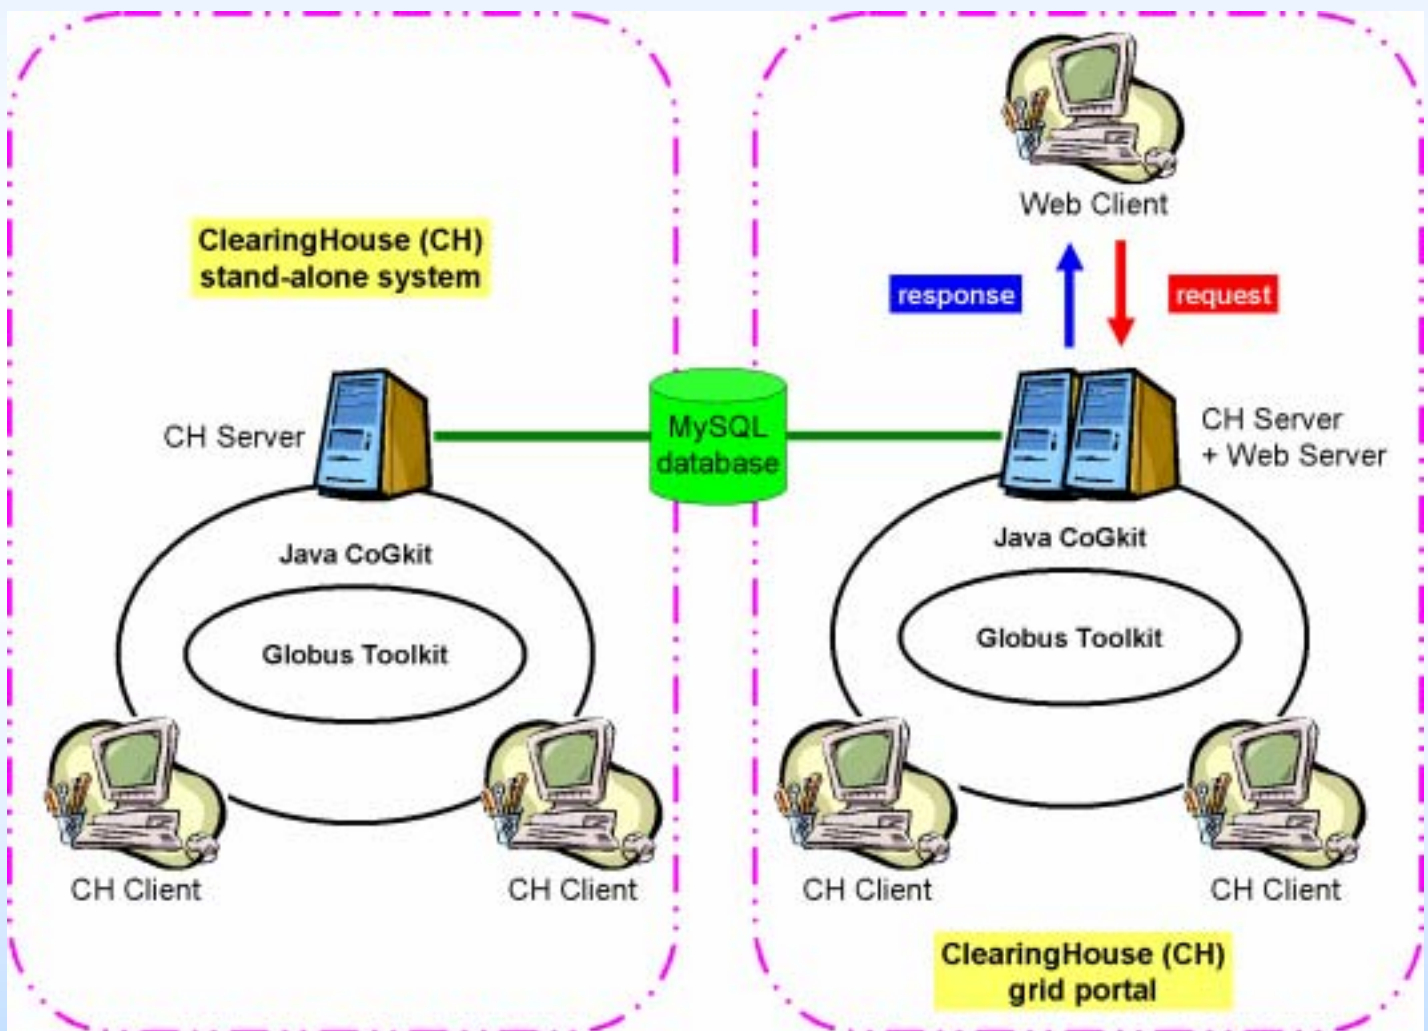 ClearingHouse (CH)
stand-alone system
CH Server
Java CoGkit
Globus Toolkit
CH Client
CH Client
MySQL
database
Web Client
response
request
CH Server
+ Web Server
Java CoGkit
Globus Toolkit
CH Client
CH Client
ClearingHouse (CH)
grid portal